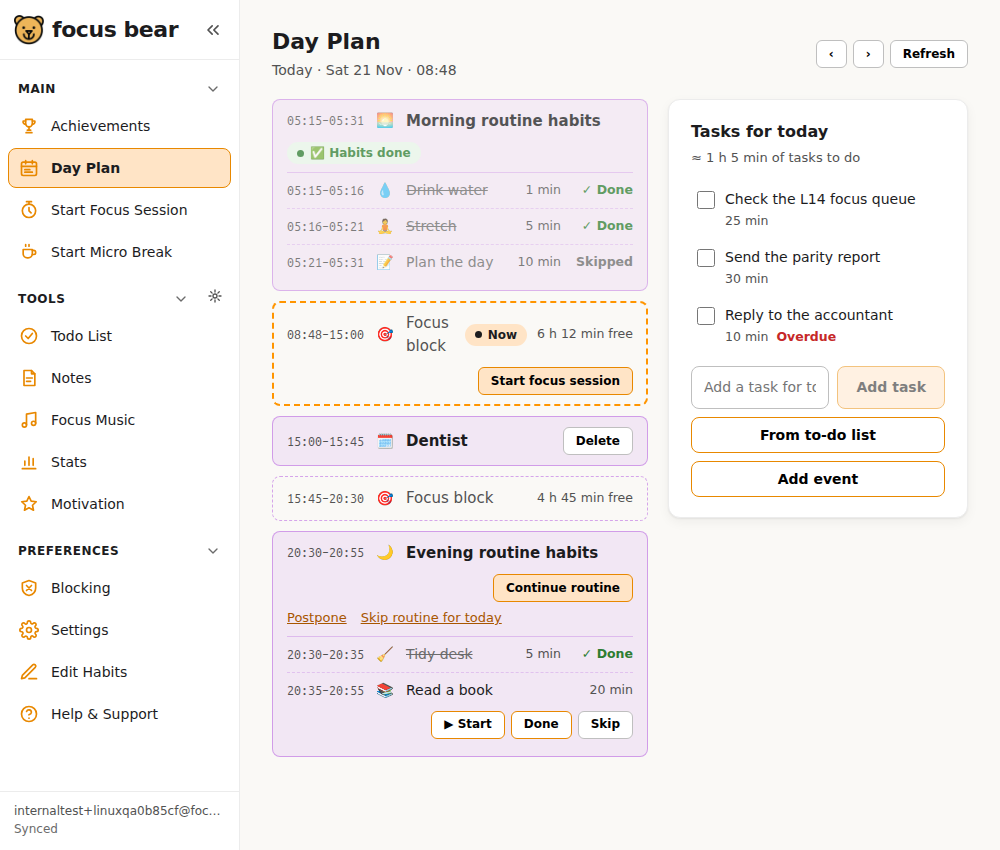 focus bear
MAIN
Achievements
Day Plan
Start Focus Session
Start Micro Break
TOOLS
Todo List
Notes
Focus Music
Stats
Motivation
PREFERENCES
Blocking
Settings
Edit Habits
Help & Support
internaltest+linuxqa0b85cf@foc...
Synced
Day Plan
Today · Sat 21 Nov · 08:48
‹ › Refresh
05:15–05:31 🌅 Morning routine habits
✅ Habits done
05:15–05:16 💧 Drink water 1 min ✓ Done
05:16–05:21 🧘 Stretch 5 min ✓ Done
05:21–05:31 📝 Plan the day 10 min Skipped
08:48–15:00 🎯 Focus block Now 6 h 12 min free
Start focus session
15:00–15:45 🗓️ Dentist Delete
15:45–20:30 🎯 Focus block 4 h 45 min free
20:30–20:55 🌙 Evening routine habits
Continue routine
Postpone Skip routine for today
20:30–20:35 🧹 Tidy desk 5 min ✓ Done
20:35–20:55 📚 Read a book 20 min
▶ Start Done Skip
Tasks for today
≈ 1 h 5 min of tasks to do
Check the L14 focus queue
25 min
Send the parity report
30 min
Reply to the accountant
10 min Overdue
Add a task for to Add task
From to-do list
Add event